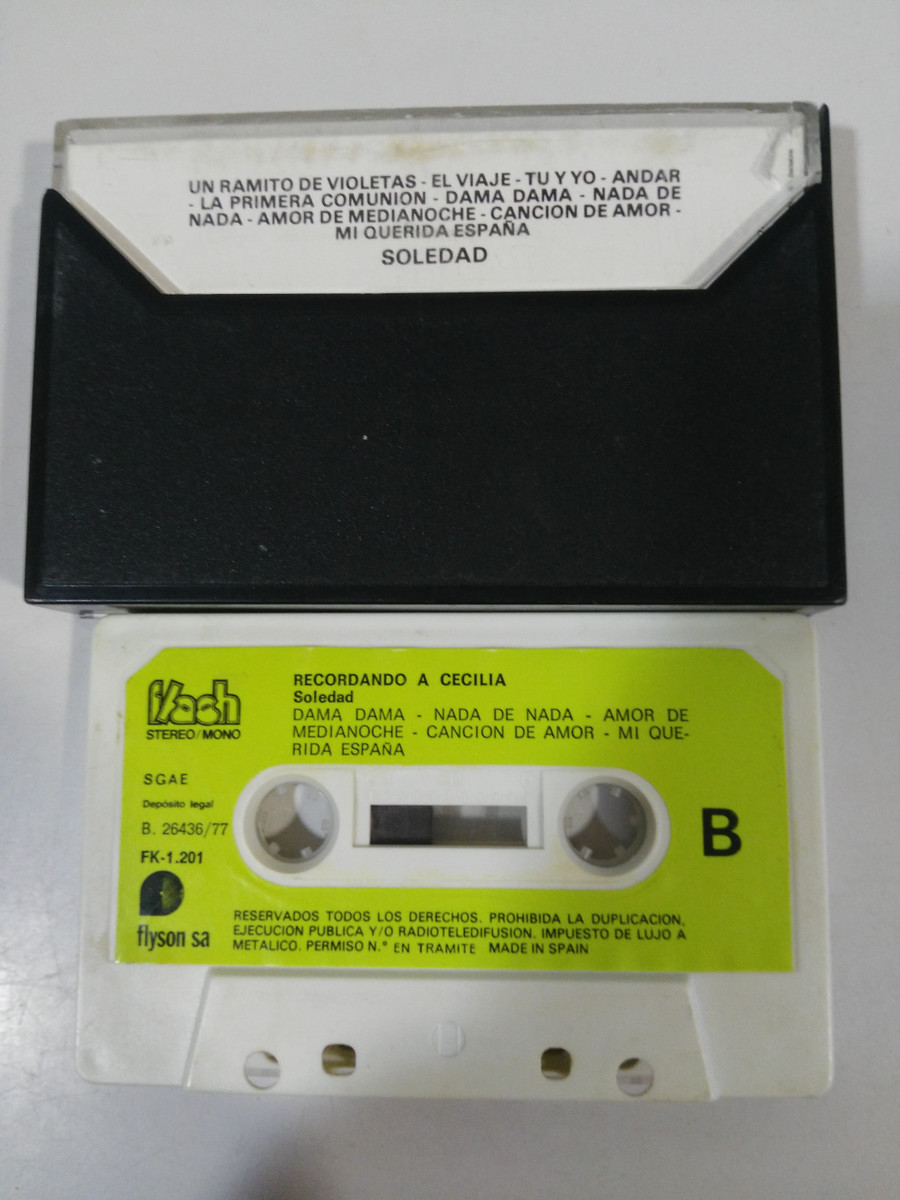 UN RAMITO DE VIOLETAS - EL VIAJE - TU Y YO - ANDAR
- LA PRIMERA COMUNION - DAMA DAMA - NADA DE
NADA - AMOR DE MEDIANOCHE - CANCION DE AMOR -
MI QUERIDA ESPAÑA
SOLEDAD
flash
STEREO/MONO
RECORDANDO A CECILIA
Soledad
DAMA DAMA - NADA DE NADA - AMOR DE
MEDIANOCHE - CANCION DE AMOR - MI QUE-
RIDA ESPAÑA
SGAE
Depósito legal
B. 26436/77
FK-1.201
B
flyson sa
RESERVADOS TODOS LOS DERECHOS. PROHIBIDA LA DUPLICACION,
EJECUCION PUBLICA Y/O RADIOTELEDIFUSION. IMPUESTO DE LUJO A
METALICO. PERMISO N.° EN TRAMITE MADE IN SPAIN